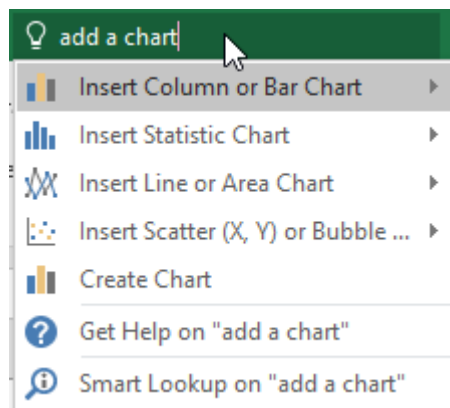 add a chart
Insert Column or Bar Chart
Insert Statistic Chart
Insert Line or Area Chart
Insert Scatter (X, Y) or Bubble ...
Create Chart
Get Help on "add a chart"
Smart Lookup on "add a chart"